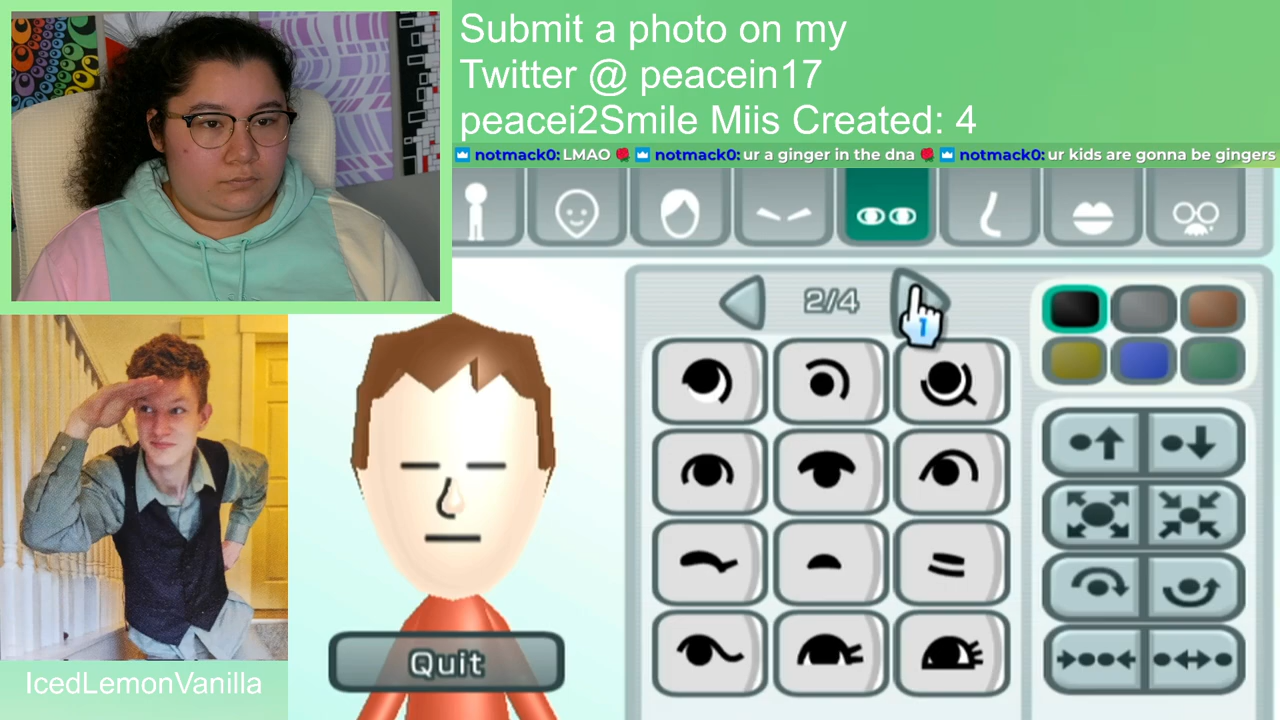 Submit a photo on my
Twitter @ peacein17
peacei2Smile Miis Created: 4
notmack0: LMAO 🌹 notmack0: ur a ginger in the dna 🌹 notmack0: ur kids are gonna be gingers
2/4
1
Quit
IcedLemonVanilla